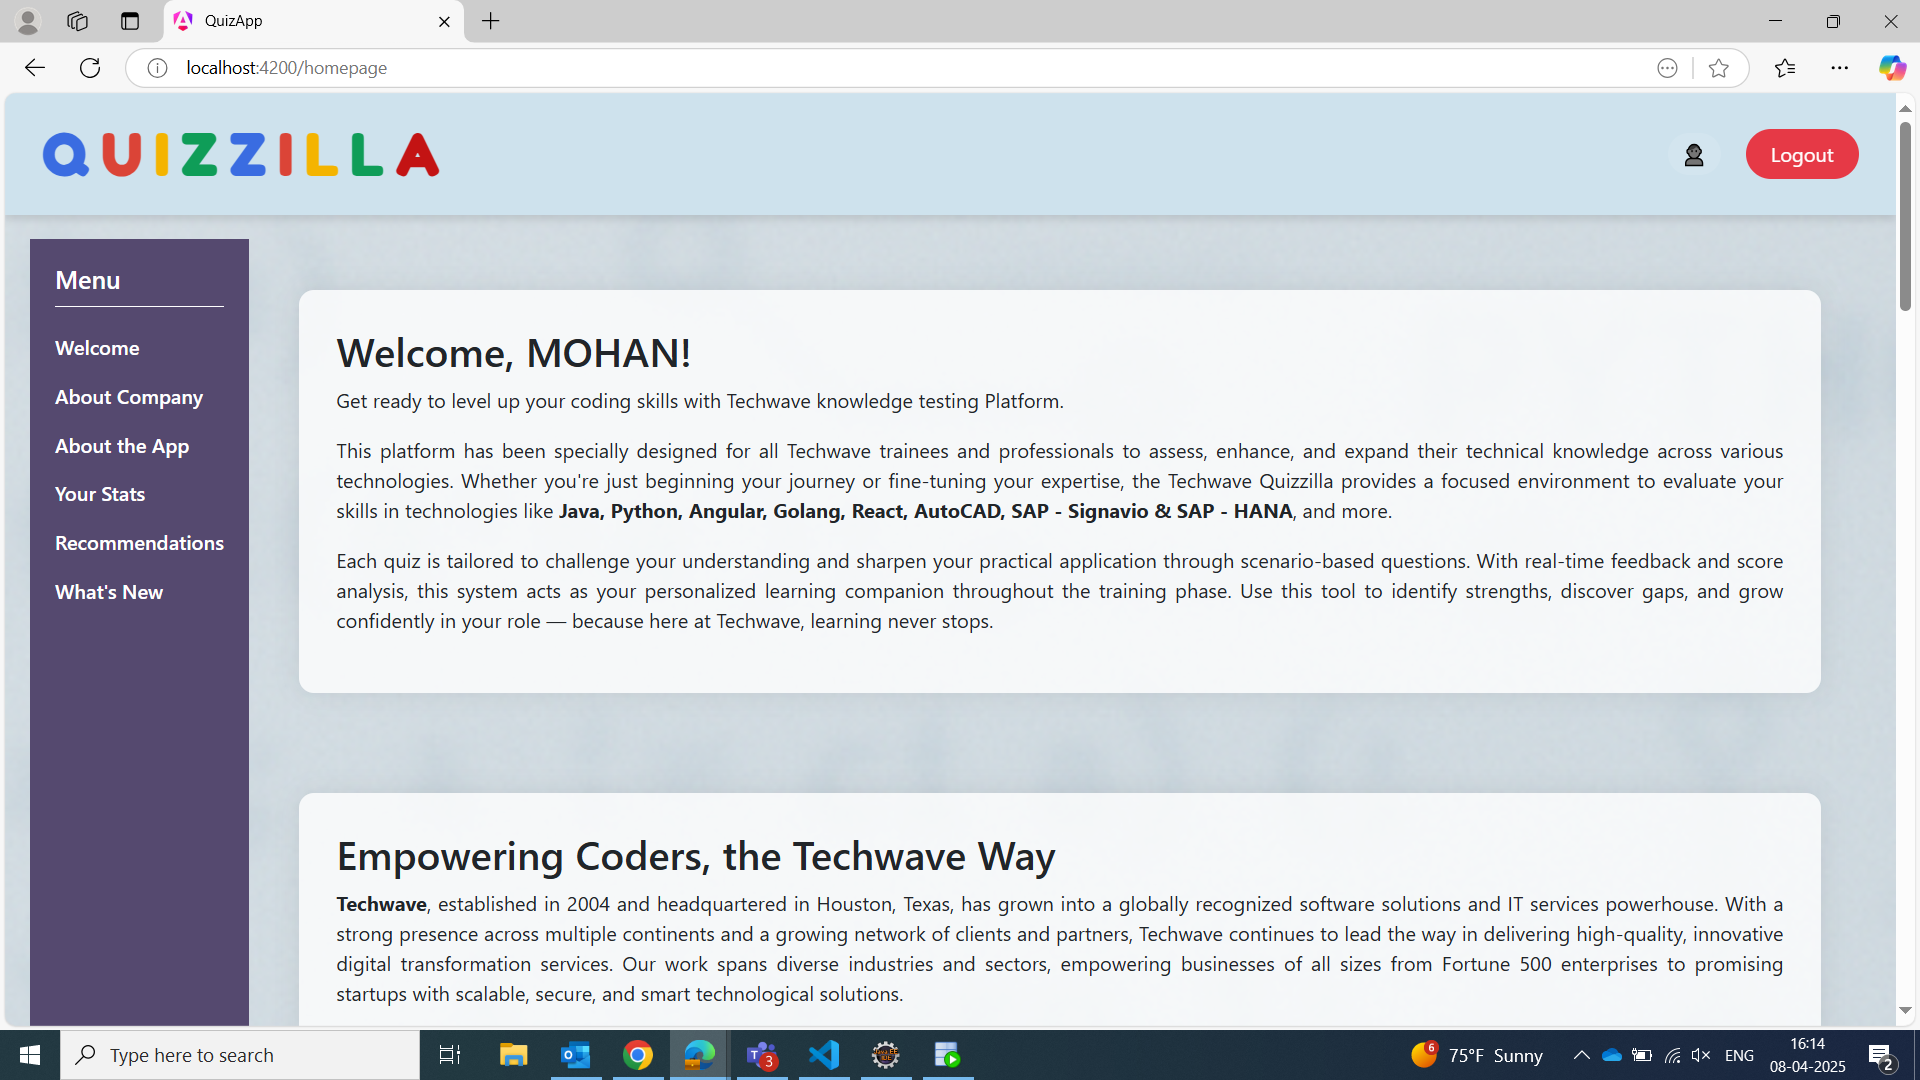 QuizApp
localhost:4200/homepage
QUIZZILLA
Logout
Menu
Welcome
About Company
About the App
Your Stats
Recommendations
What's New
Welcome, MOHAN!
Get ready to level up your coding skills with Techwave knowledge testing Platform.
This platform has been specially designed for all Techwave trainees and professionals to assess, enhance, and expand their technical knowledge across various
technologies. Whether you're just beginning your journey or fine-tuning your expertise, the Techwave Quizzilla provides a focused environment to evaluate your
skills in technologies like Java, Python, Angular, Golang, React, AutoCAD, SAP - Signavio & SAP - HANA, and more.
Each quiz is tailored to challenge your understanding and sharpen your practical application through scenario-based questions. With real-time feedback and score
analysis, this system acts as your personalized learning companion throughout the training phase. Use this tool to identify strengths, discover gaps, and grow
confidently in your role — because here at Techwave, learning never stops.
Empowering Coders, the Techwave Way
Techwave, established in 2004 and headquartered in Houston, Texas, has grown into a globally recognized software solutions and IT services powerhouse. With a
strong presence across multiple continents and a growing network of clients and partners, Techwave continues to lead the way in delivering high-quality, innovative
digital transformation services. Our work spans diverse industries and sectors, empowering businesses of all sizes from Fortune 500 enterprises to promising
startups with scalable, secure, and smart technological solutions.
Type here to search
3
6
75°F Sunny
ENG
16:14
08-04-2025
2